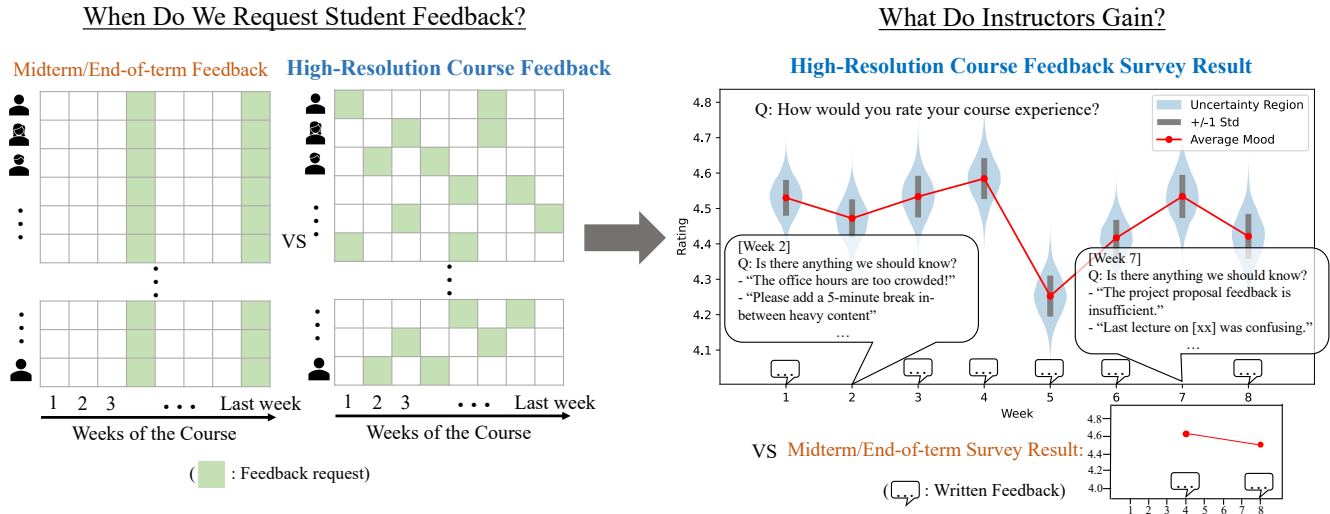 When Do We Request Student Feedback?
Midterm/End-of-term Feedback
High-Resolution Course Feedback
VS
1 2 3 • • • Last week
Weeks of the Course
1 2 3 • • • Last week
Weeks of the Course
( : Feedback request)
What Do Instructors Gain?
High-Resolution Course Feedback Survey Result
Q: How would you rate your course experience?
Uncertainty Region
+/-1 Std
Average Mood
Rating
4.8
4.7
4.6
4.5
4.4
4.3
4.2
4.1
[Week 2]
Q: Is there anything we should know?
- “The office hours are too crowded!”
- “Please add a 5-minute break in-
between heavy content”
…
[Week 7]
Q: Is there anything we should know?
- “The project proposal feedback is
insufficient.”
- “Last lecture on [xx] was confusing.”
…
1 2 3 4 5 6 7 8
Week
VS Midterm/End-of-term Survey Result:
4.8
4.6
4.4
4.2
4.0
1 2 3 4 5 6 7 8
( ... : Written Feedback)